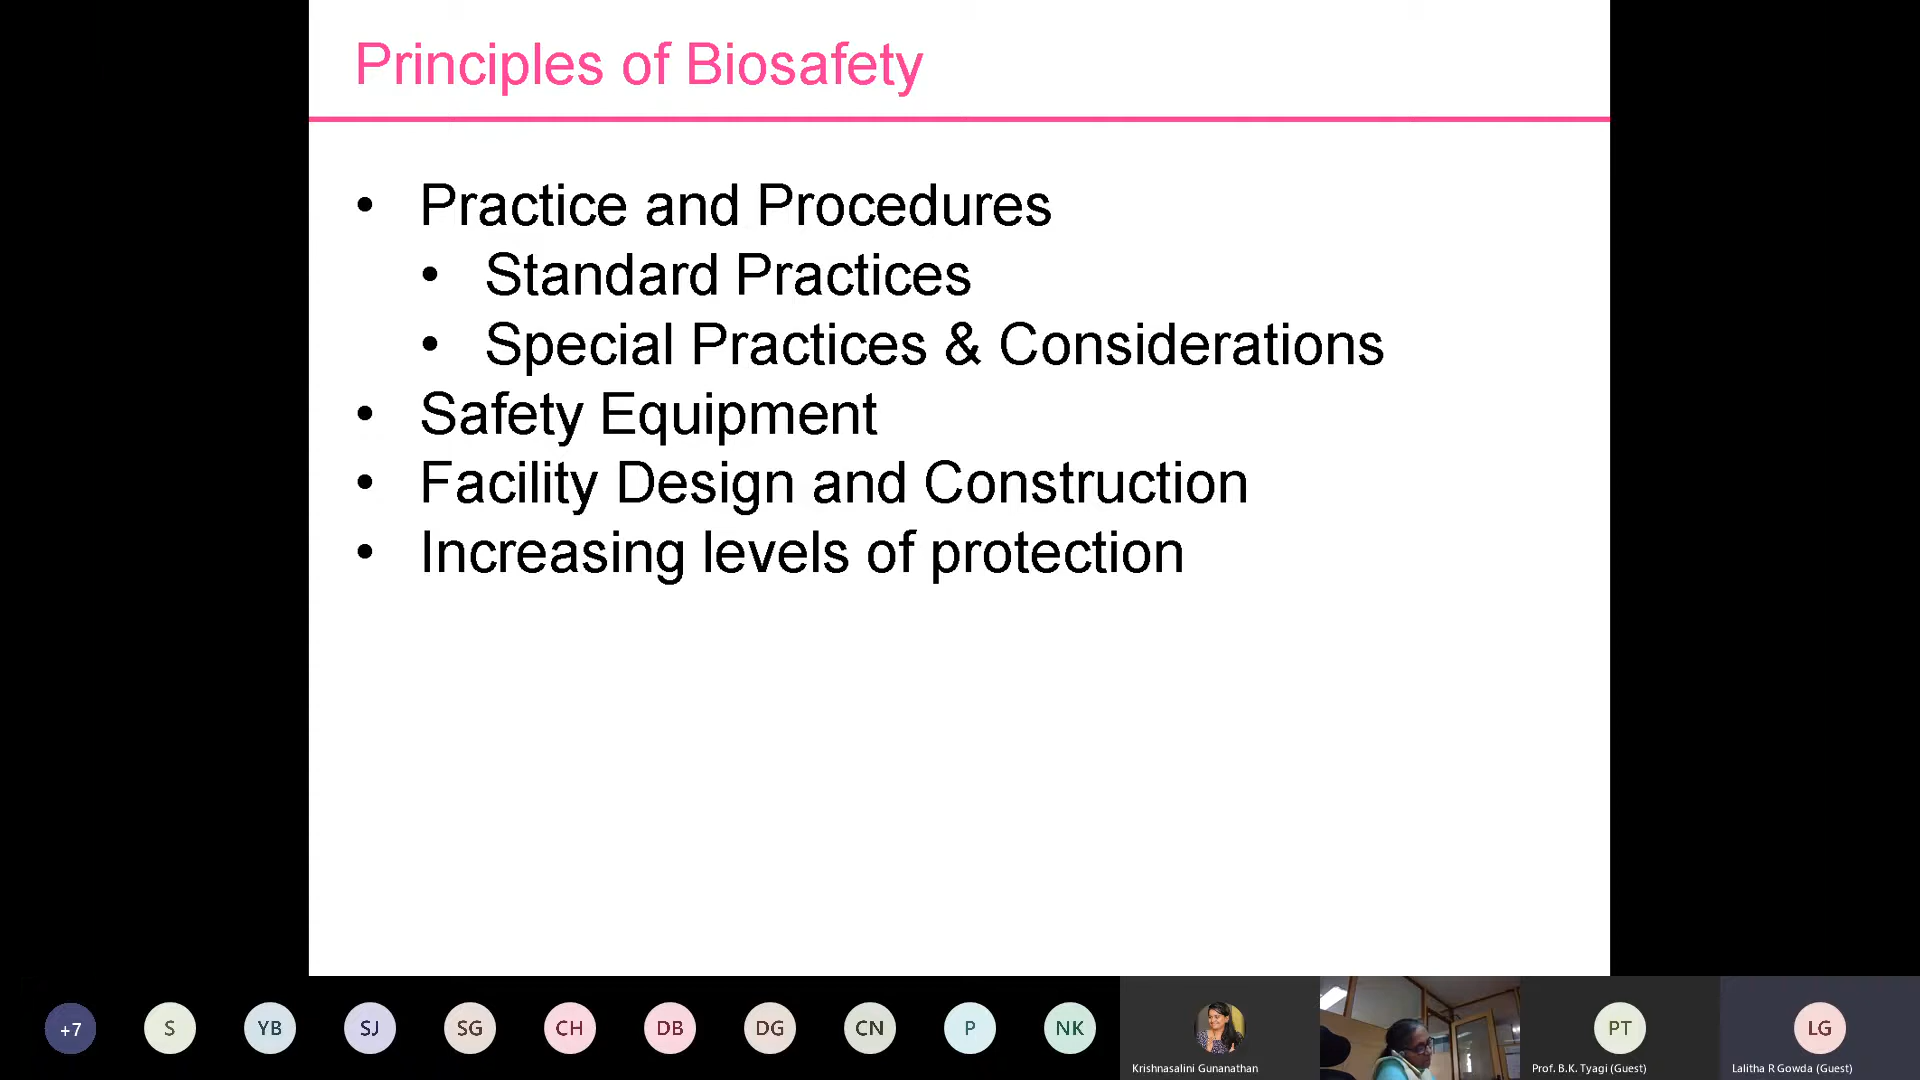 Principles of Biosafety
• Practice and Procedures
• Standard Practices
• Special Practices & Considerations
• Safety Equipment
• Facility Design and Construction
• Increasing levels of protection
+7
S
YB
SJ
SG
CH
DB
DG
CN
P
NK
Krishnasalini Gunanathan
PT
Prof. B.K. Tyagi (Guest)
LG
Lalitha R Gowda (Guest)